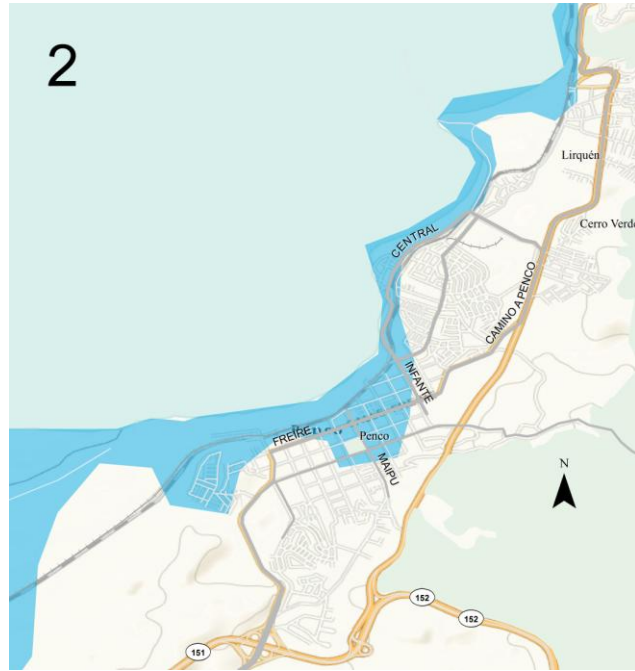 2
Lirquén
Cerro Verde
CENTRAL
CAMINO A PENCO
INFANTE
FREIRE
Penco
MAIPU
N
152
152
151